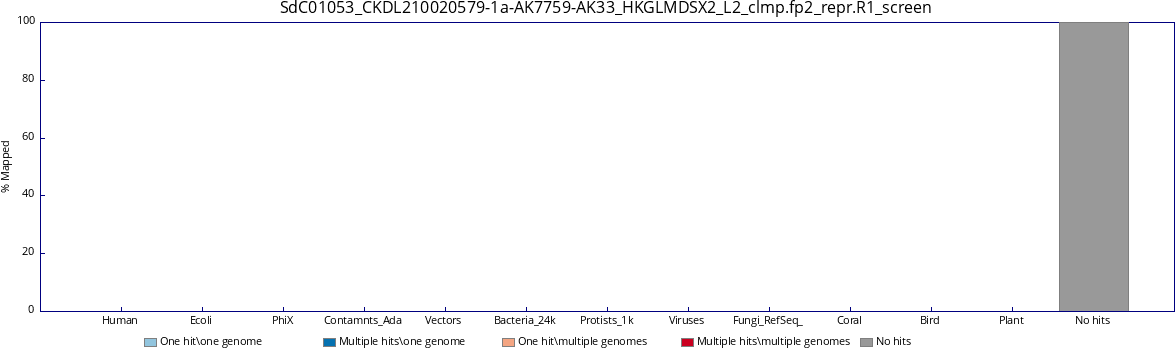 SdC01053_CKDL210020579-1a-AK7759-AK33_HKGLMDSX2_L2_clmp.fp2_repr.R1_screen
100
80
60
40
20
0
% Mapped
Human Ecoli PhiX Contamnts_Ada Vectors Bacteria_24k Protists_1k Viruses Fungi_RefSeq_ Coral Bird Plant No hits
One hit\one genome Multiple hits\one genome One hit\multiple genomes Multiple hits\multiple genomes No hits